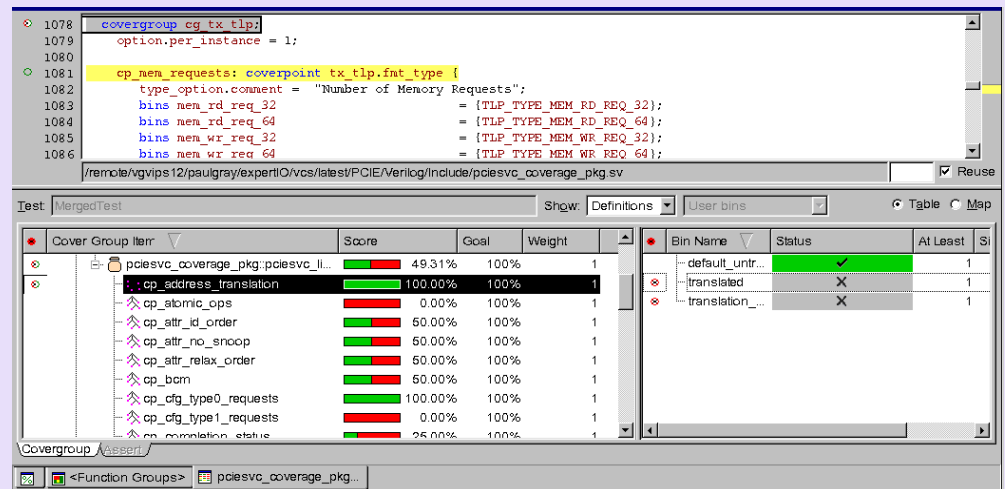 1078 covergroup cg_tx_tlp;
1079 option.per_instance = 1;
1080
1081 cp_mem_requests: coverpoint tx_tlp.fmt_type {
1082 type_option.comment = "Number of Memory Requests";
1083 bins mem_rd_req_32 = {TLP_TYPE_MEM_RD_REQ_32};
1084 bins mem_rd_req_64 = {TLP_TYPE_MEM_RD_REQ_64};
1085 bins mem_wr_req_32 = {TLP_TYPE_MEM_WR_REQ_32};
1086 bins mem_wr_req_64 = {TLP_TYPE_MEM_WR_REQ_64};
/remote/vgvips12/paulgray/expertIO/vcs/latest/PCIE/Verilog/Include/pciesvc_coverage_pkg.sv Reuse
Test: MergedTest Show: Definitions User bins Table Map
Cover Group Item Score Goal Weight Bin Name Status At Least Si
pciesvc_coverage_pkg::pciesvc_li... 49.31% 100% 1 default_untr... 1
cp_address_translation 100.00% 100% 1 translated 1
cp_atomic_ops 0.00% 100% 1 translation_... 1
cp_attr_id_order 50.00% 100% 1
cp_attr_no_snoop 50.00% 100% 1
cp_attr_relax_order 50.00% 100% 1
cp_bcm 50.00% 100% 1
cp_cfg_type0_requests 100.00% 100% 1
cp_cfg_type1_requests 0.00% 100% 1
cp_completion_status 25.00% 100% 1
Covergroup Assert
<Function Groups> pciesvc_coverage_pkg...